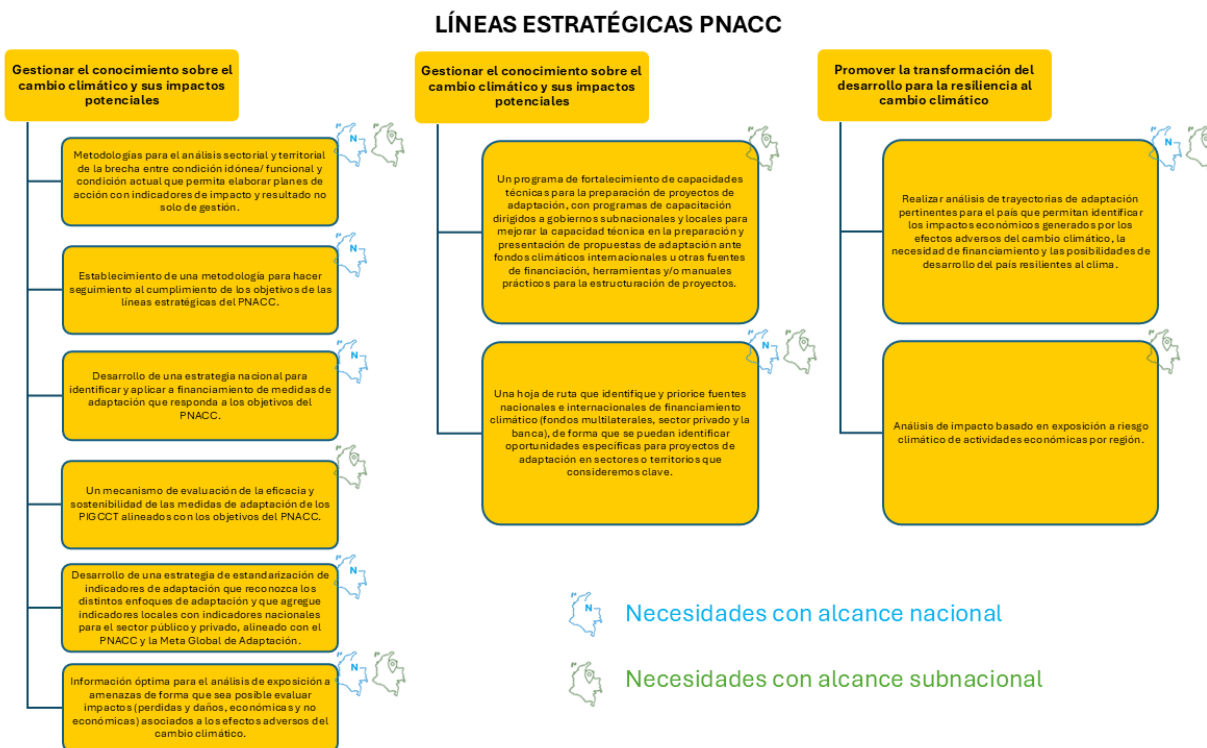 LÍNEAS ESTRATÉGICAS PNACC
Gestionar el conocimiento sobre el
cambio climático y sus impactos
potenciales
Metodologías para el análisis sectorial y territorial
de la brecha entre condición idónea/ funcional y
condición actual que permita elaborar planes de
acción con indicadores de impacto y resultado no
solo de gestión.
N
Establecimiento de una metodología para hacer
seguimiento al cumplimiento de los objetivos de las
líneas estratégicas del PNACC.
N
Desarrollo de una estrategia nacional para
identificar y aplicar a financiamiento de medidas de
adaptación que responda a los objetivos del
PNACC.
N
Un mecanismo de evaluación de la eficacia y
sostenibilidad de las medidas de adaptación de los
PIGCCT alineados con los objetivos del PNACC.
Desarrollo de una estrategia de estandarización de
indicadores de adaptación que reconozca los
distintos enfoques de adaptación y que agregue
indicadores locales con indicadores nacionales
para el sector público y privado, alineado con el
PNACC y la Meta Global de Adaptación.
N
Información óptima para el análisis de exposición a
amenazas de forma que sea posible evaluar
impactos (perdidas y daños, económicas y no
económicas) asociados a los efectos adversos del
cambio climático.
N
Gestionar el conocimiento sobre el
cambio climático y sus impactos
potenciales
Un programa de fortalecimiento de capacidades
técnicas para la preparación de proyectos de
adaptación, con programas de capacitación
dirigidos a gobiernos subnacionales y locales para
mejorar la capacidad técnica en la preparación y
presentación de propuestas de adaptación ante
fondos climáticos internacionales u otras fuentes
de financiación, herramientas y/o manuales
prácticos para la estructuración de proyectos.
Una hoja de ruta que identifique y priorice fuentes
nacionales e internacionales de financiamiento
climático (fondos multilaterales, sector privado y la
banca), de forma que se puedan identificar
oportunidades específicas para proyectos de
adaptación en sectores o territorios que
consideremos clave.
N
Promover la transformación del
desarrollo para la resiliencia al
cambio climático
Realizar análisis de trayectorias de adaptación
pertinentes para el país que permitan identificar
los impactos económicos generados por los
efectos adversos del cambio climático, la
necesidad de financiamiento y las posibilidades de
desarrollo del país resilientes al clima.
N
Análisis de impacto basado en exposición a riesgo
climático de actividades económicas por región.
N
Necesidades con alcance nacional
Necesidades con alcance subnacional